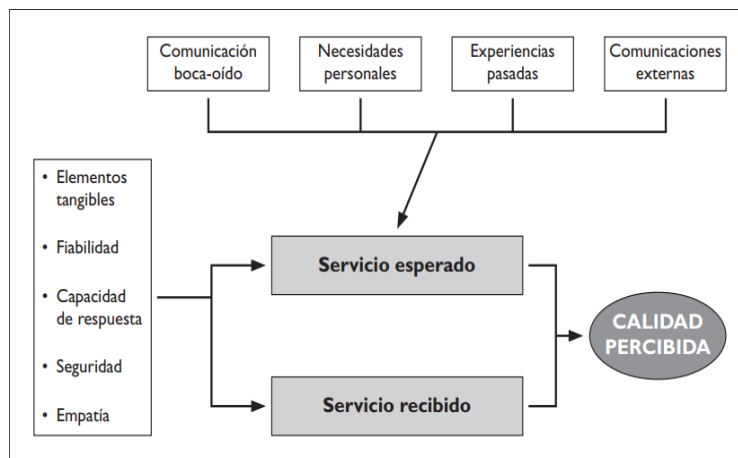 Comunicación
boca-oído
Necesidades
personales
Experiencias
pasadas
Comunicaciones
externas
• Elementos
tangibles
• Fiabilidad
• Capacidad
de respuesta
• Seguridad
• Empatía
Servicio esperado
Servicio recibido
CALIDAD
PERCIBIDA